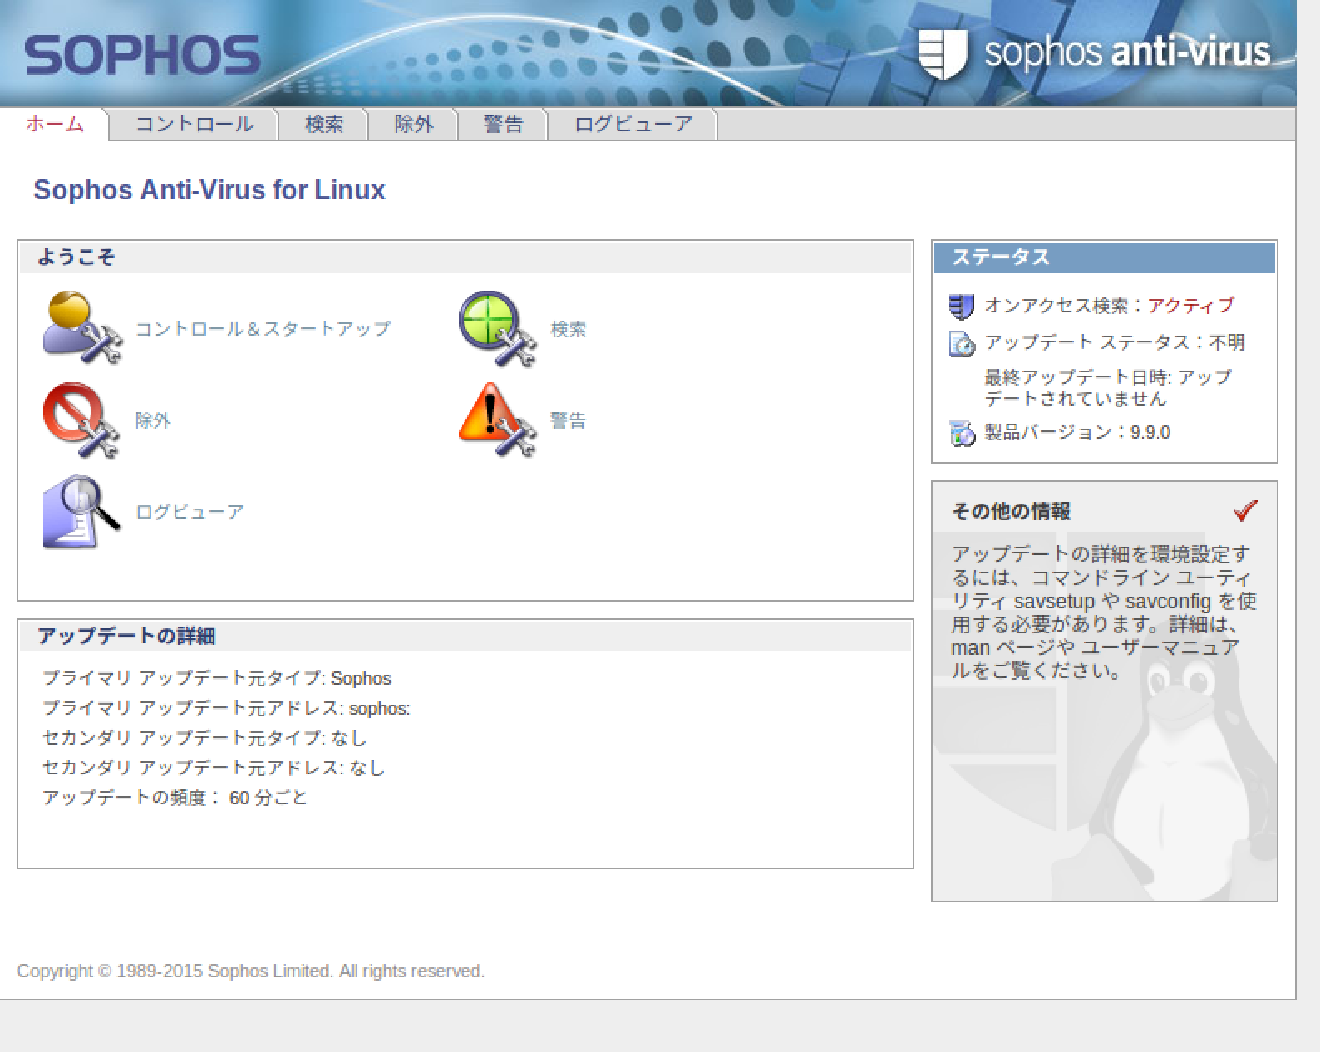 SOPHOS
sophos anti-virus
ホーム コントロール 検索 除外 警告 ログビューア
Sophos Anti-Virus for Linux
ようこそ
コントロール＆スタートアップ
検索
除外
警告
ログビューア
アップデートの詳細
プライマリ アップデート元タイプ: Sophos
プライマリ アップデート元アドレス: sophos:
セカンダリ アップデート元タイプ: なし
セカンダリ アップデート元アドレス: なし
アップデートの頻度： 60 分ごと
ステータス
オンアクセス検索：アクティブ
アップデート ステータス：不明
最終アップデート日時: アップ
デートされていません
製品バージョン：9.9.0
その他の情報
アップデートの詳細を環境設定す
るには、コマンドライン ユーティ
リティ savsetup や savconfig を使
用する必要があります。詳細は、
man ページや ユーザーマニュア
ルをご覧ください。
Copyright © 1989-2015 Sophos Limited. All rights reserved.